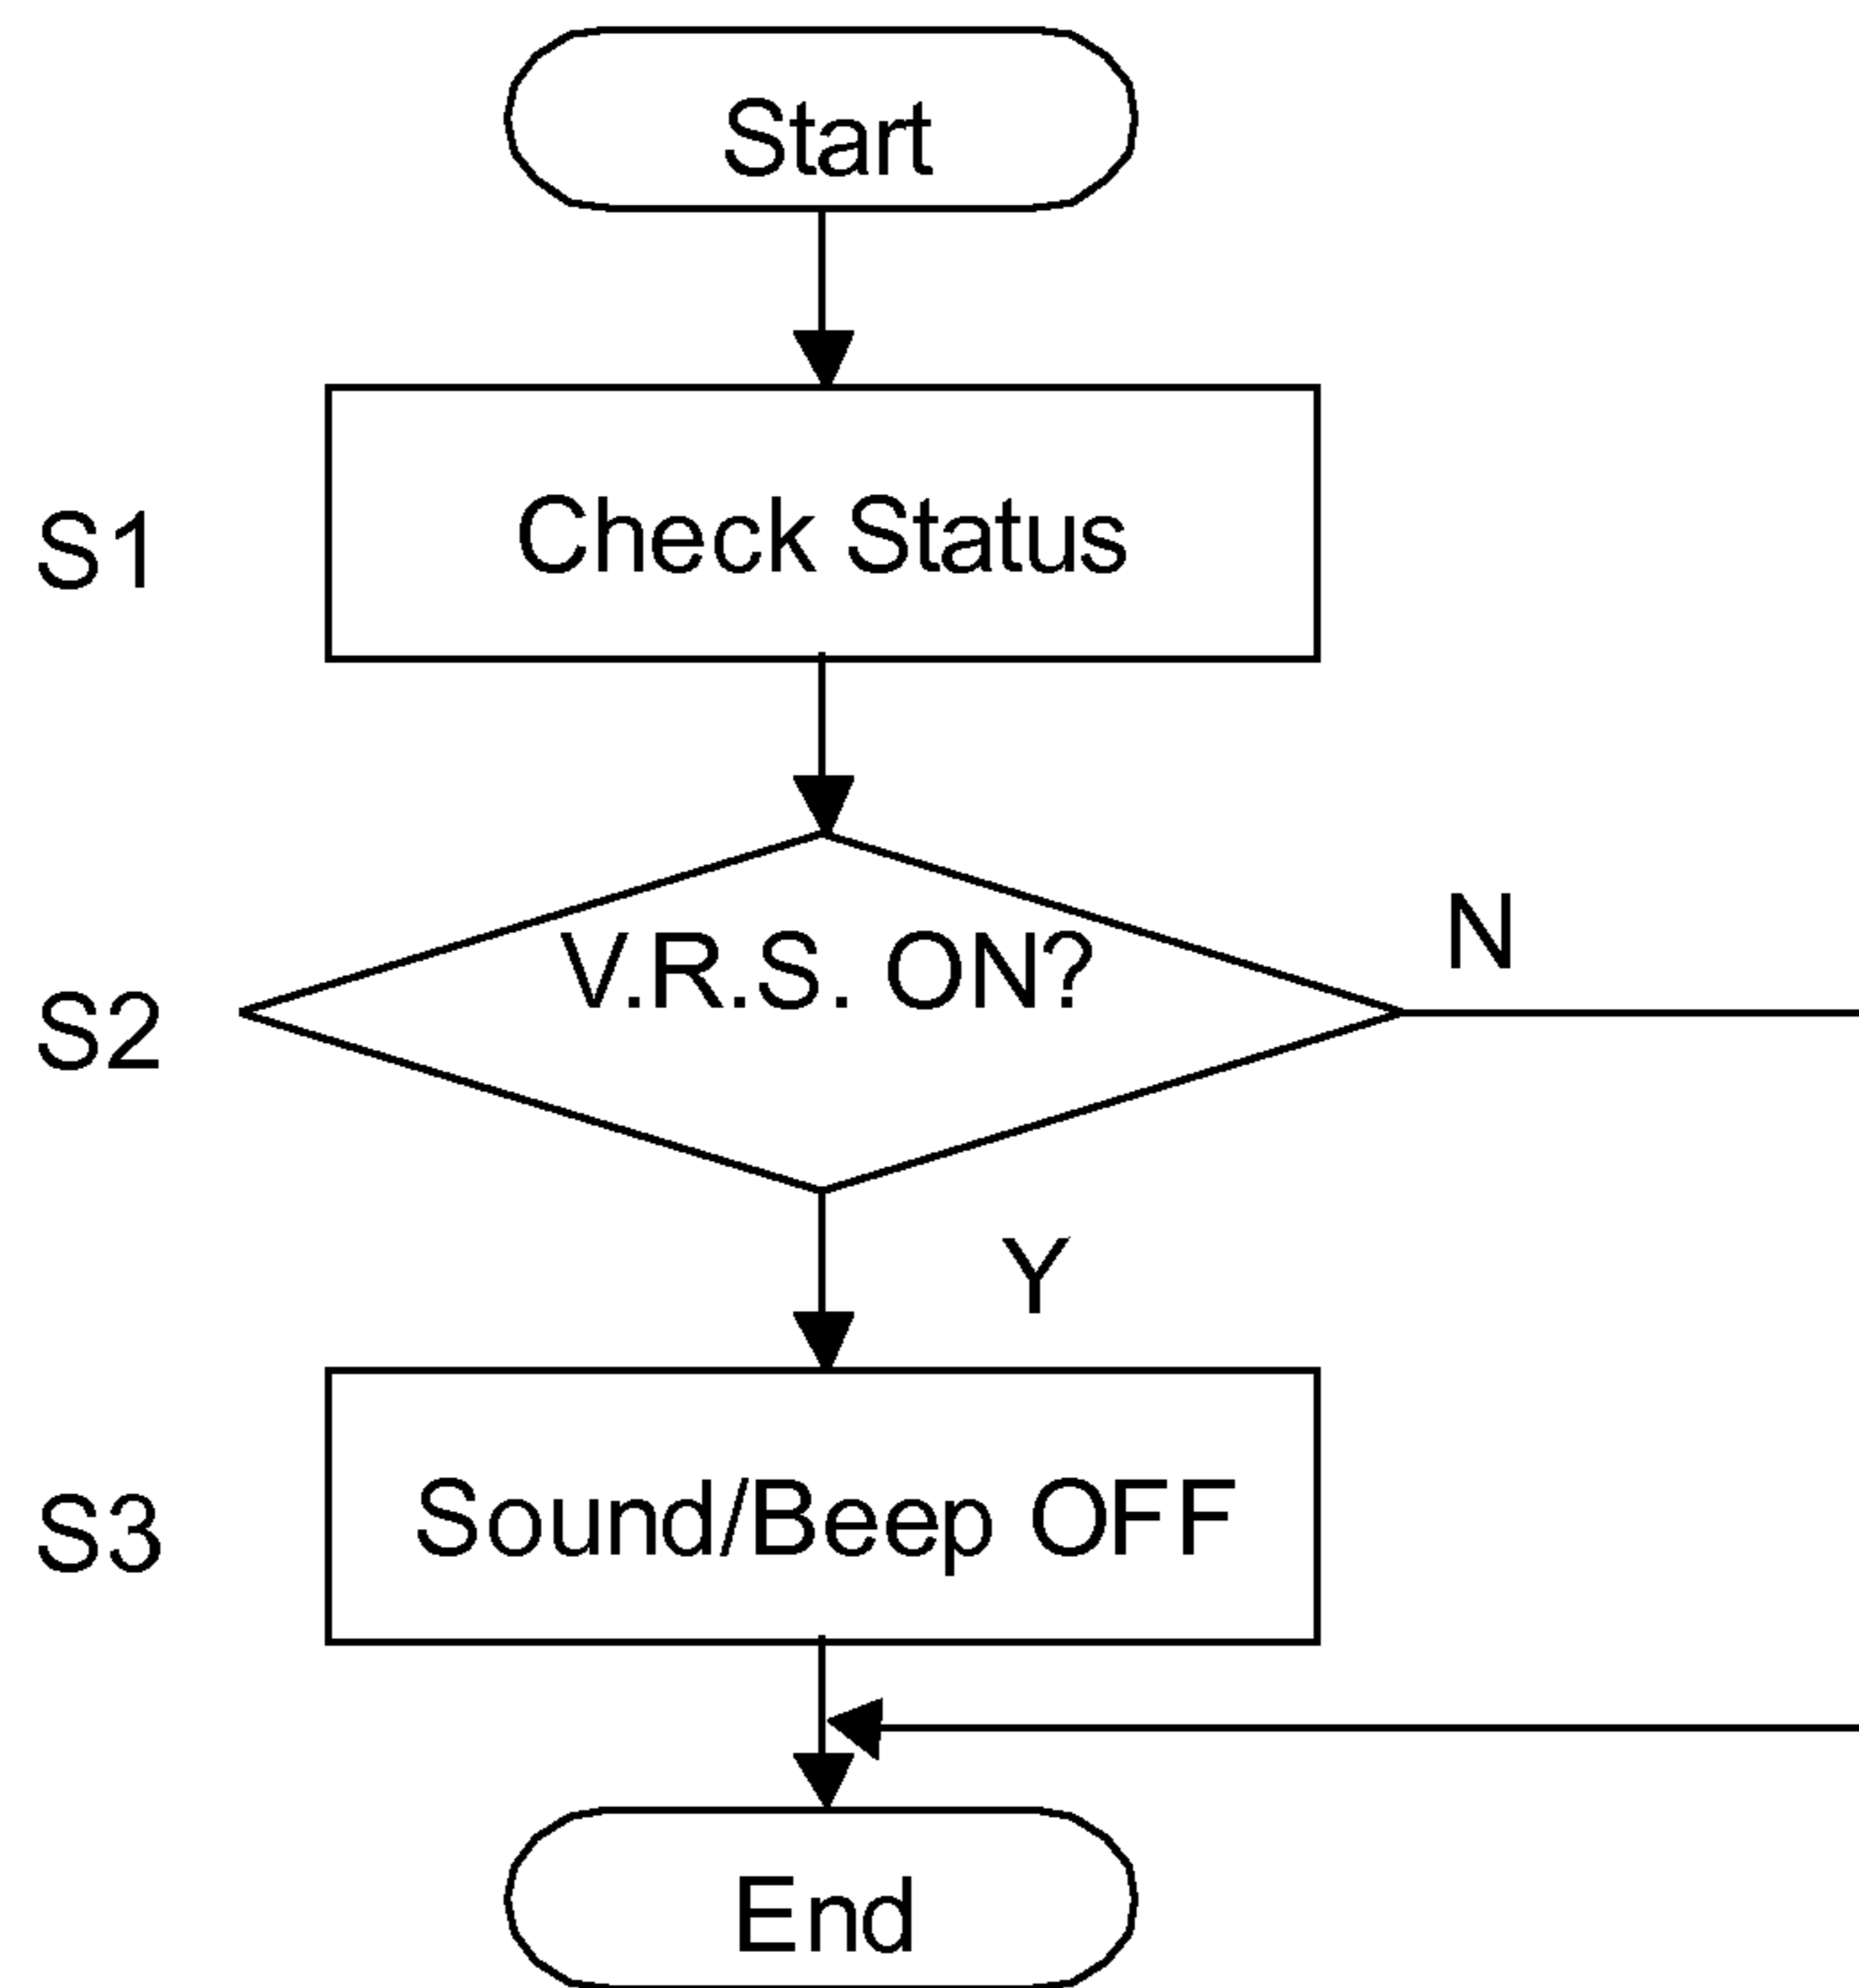 Start
S1
Check Status
S2
V.R.S. ON?
N
Y
S3
Sound/Beep OFF
End